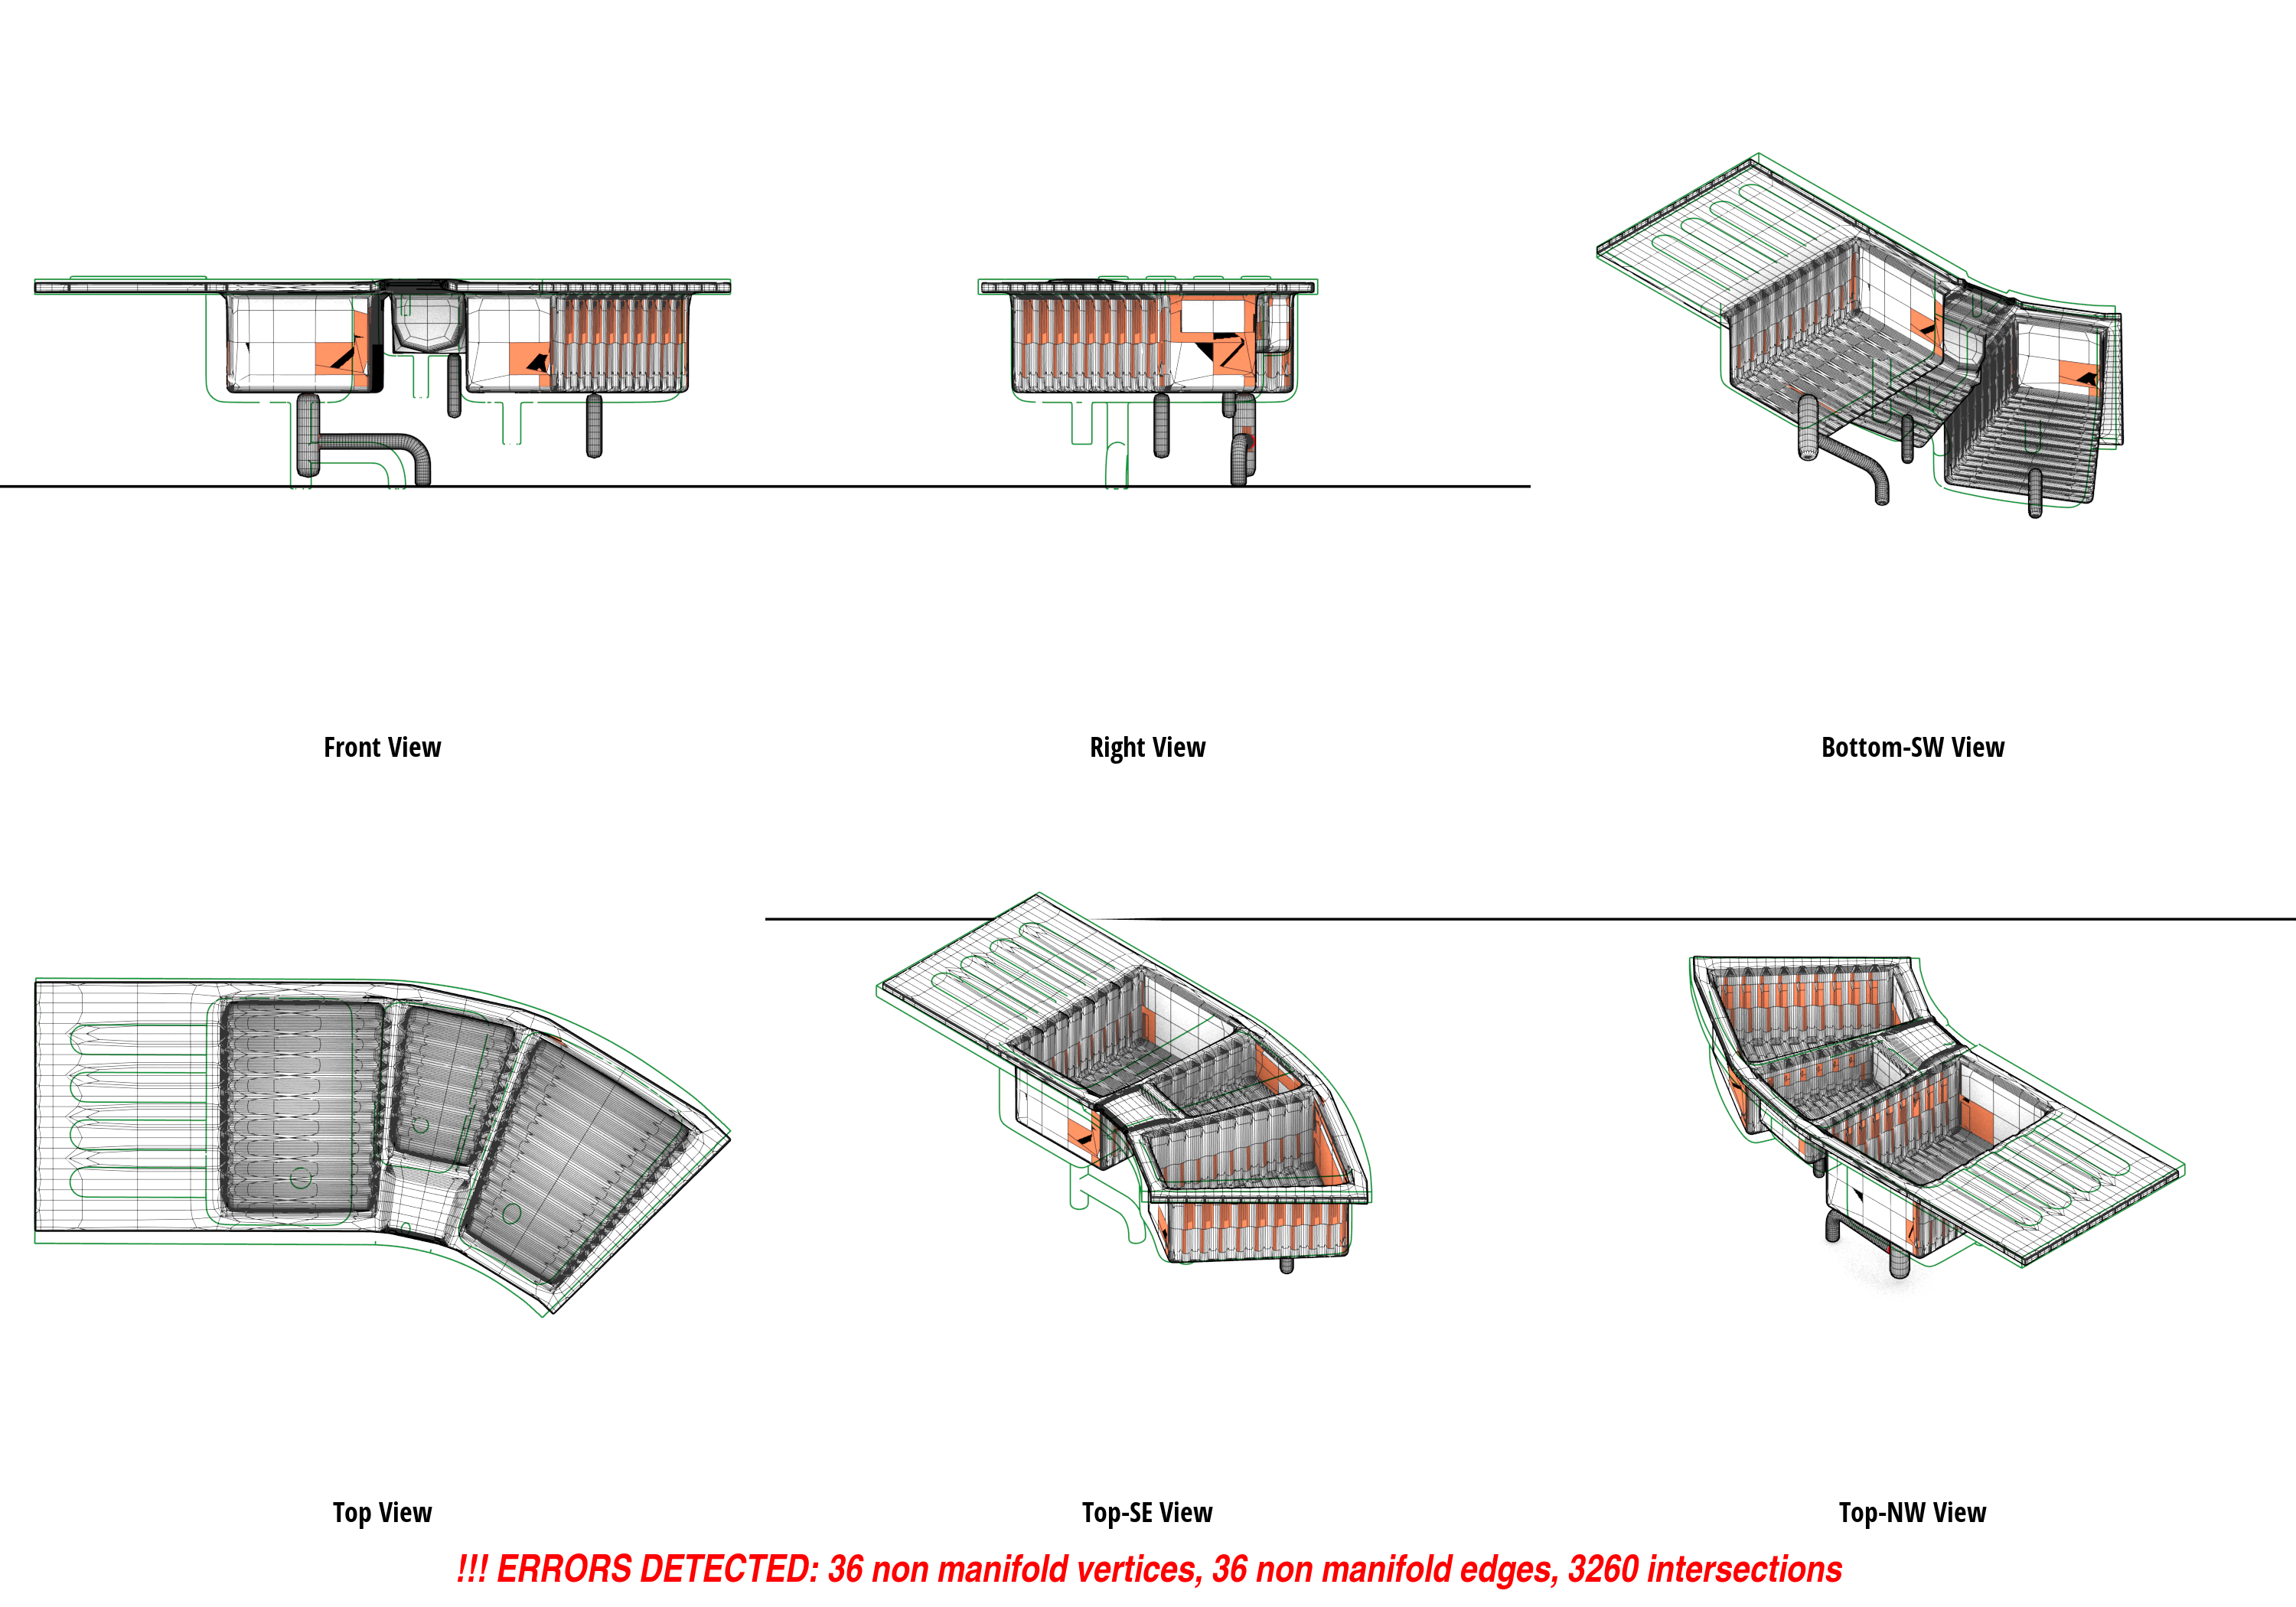 Front View
Right View
Bottom-SW View
Top View
Top-SE View
Top-NW View
!!! ERRORS DETECTED: 36 non manifold vertices, 36 non manifold edges, 3260 intersections